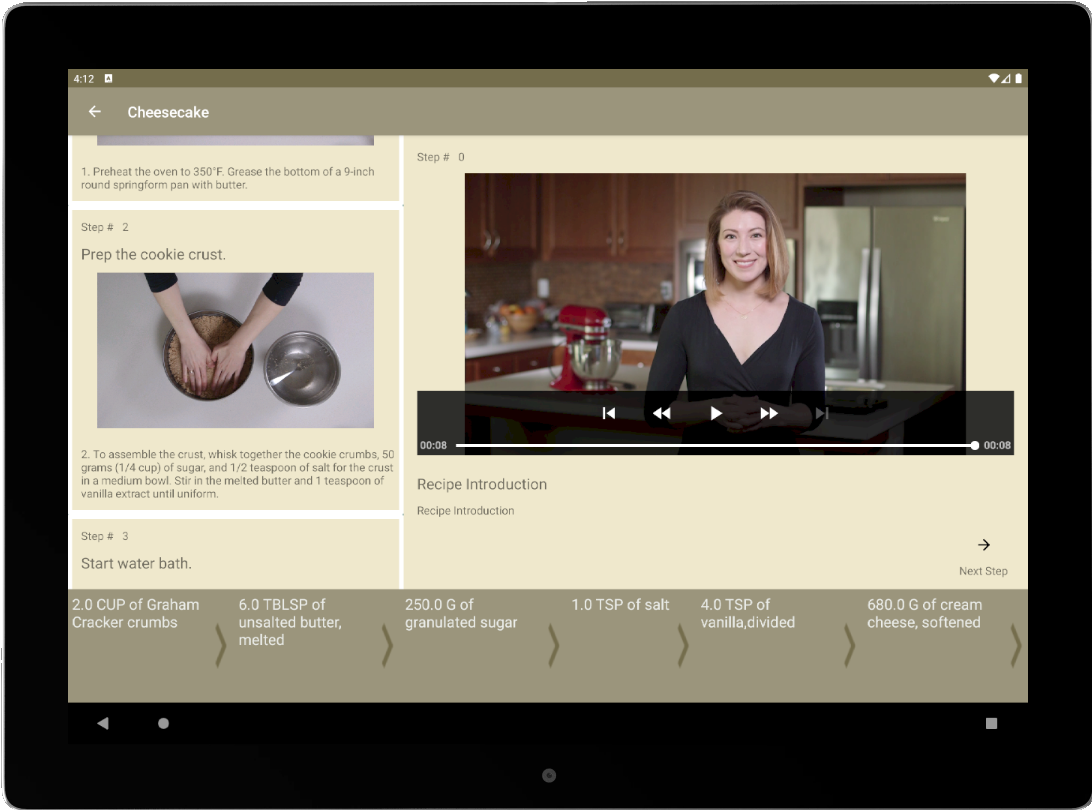 4:12
Cheesecake
1. Preheat the oven to 350°F. Grease the bottom of a 9-inch
round springform pan with butter.
Step # 2
Prep the cookie crust.
2. To assemble the crust, whisk together the cookie crumbs, 50
grams (1/4 cup) of sugar, and 1/2 teaspoon of salt for the crust
in a medium bowl. Stir in the melted butter and 1 teaspoon of
vanilla extract until uniform.
Step # 3
Start water bath.
Step # 0
00:08
00:08
Recipe Introduction
Recipe Introduction
Next Step
2.0 CUP of Graham
Cracker crumbs
6.0 TBLSP of
unsalted butter,
melted
250.0 G of
granulated sugar
1.0 TSP of salt
4.0 TSP of
vanilla,divided
680.0 G of cream
cheese, softened